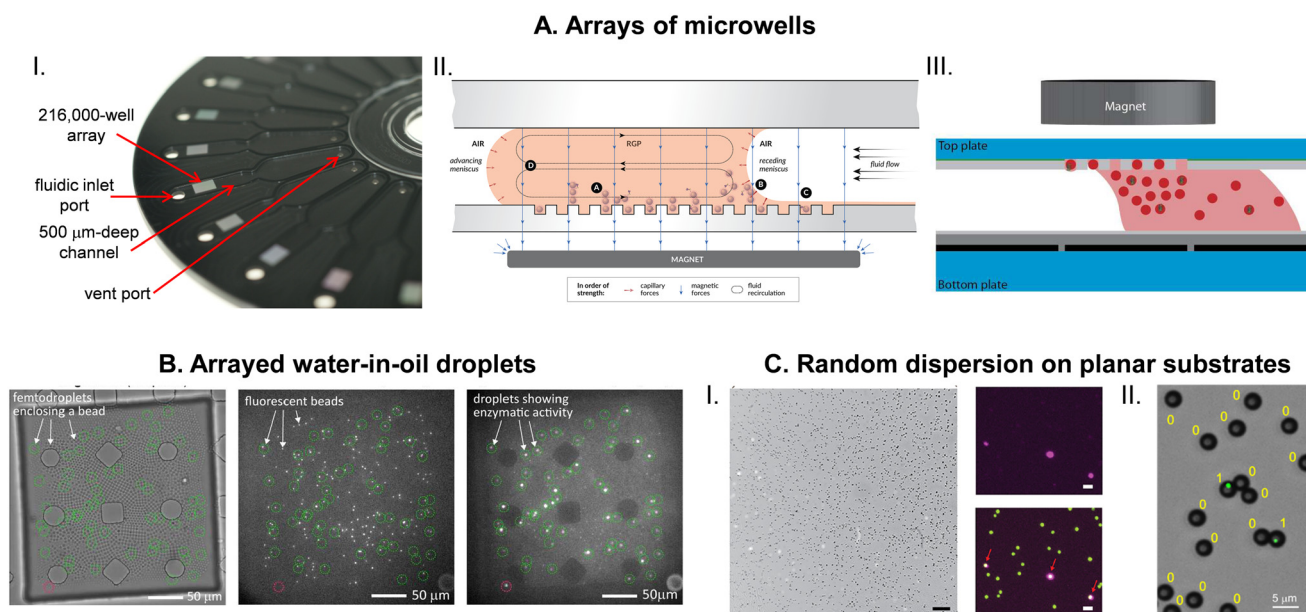 A. Arrays of microwells
I.
216,000-well
array
fluidic inlet
port
500 μm-deep
channel
vent port
II.
AIR
advancing
meniscus
RGP
D
A
B
C
AIR
receding
meniscus
fluid flow
MAGNET
In order of
strength:
capillary
forces
magnetic
forces
fluid
recirculation
III.
Magnet
Top plate
Bottom plate
B. Arrayed water-in-oil droplets
femtodroplets
enclosing a bead
50 μm
fluorescent beads
50 μm
droplets showing
enzymatic activity
50μm
C. Random dispersion on planar substrates
I.
II.
0
0
0
0
0
0
1
0
0
0
1
0
0
0
0
0
5 μm